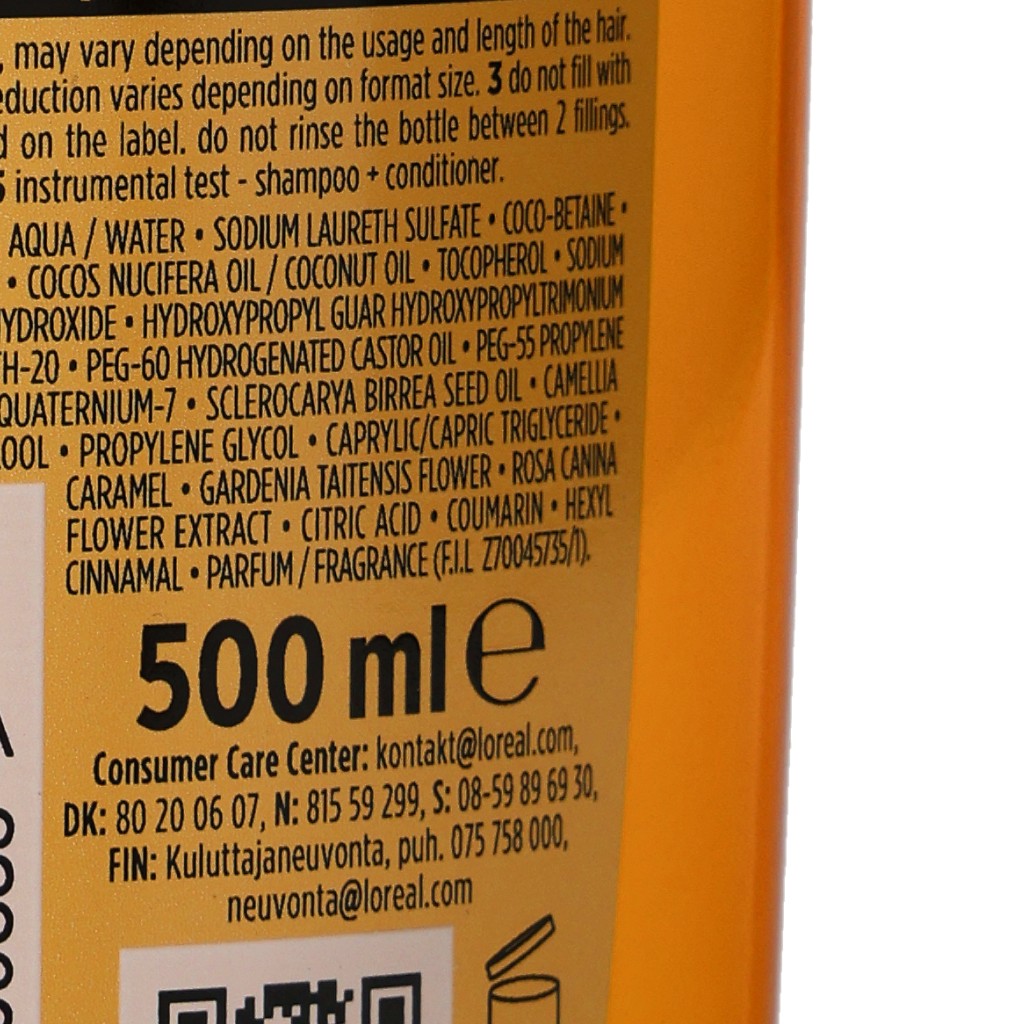 , may vary depending on the usage and length of the hair.
eduction varies depending on format size. 3 do not fill with
d on the label. do not rinse the bottle between 2 fillings.
5 instrumental test - shampoo + conditioner.
AQUA / WATER • SODIUM LAURETH SULFATE • COCO-BETAINE •
• COCOS NUCIFERA OIL / COCONUT OIL • TOCOPHEROL • SODIUM
YDROXIDE • HYDROXYPROPYL GUAR HYDROXYPROPYLTRIMONIUM
TH-20 • PEG-60 HYDROGENATED CASTOR OIL • PEG-55 PROPYLENE
QUATERNIUM-7 • SCLEROCARYA BIRREA SEED OIL • CAMELLIA
OOL • PROPYLENE GLYCOL • CAPRYLIC/CAPRIC TRIGLYCERIDE •
CARAMEL • GARDENIA TAITENSIS FLOWER • ROSA CANINA
FLOWER EXTRACT • CITRIC ACID • COUMARIN • HEXYL
CINNAMAL • PARFUM / FRAGRANCE (F.I.L Z70045735/1).
500 ml e
Consumer Care Center: kontakt@loreal.com,
DK: 80 20 06 07, N: 815 59 299, S: 08-59 89 69 30,
FIN: Kuluttajaneuvonta, puh. 075 758 000,
neuvonta@loreal.com